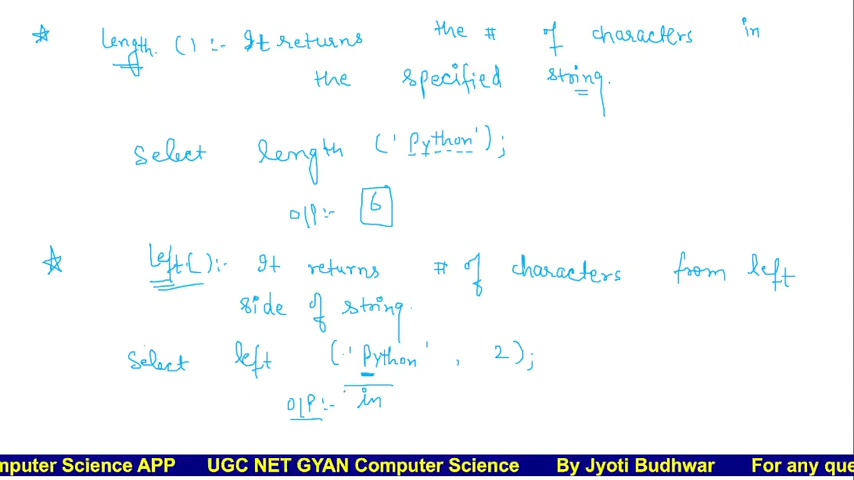 ☆ length () :- It returns the # of characters in
the specified string.
Select length ('Python');
O/P:- 6
☆ left():- It returns # of characters from left
side of string.
Select left ('Python', 2);
O/P:- in
mputer Science APP UGC NET GYAN Computer Science By Jyoti Budhwar For any que